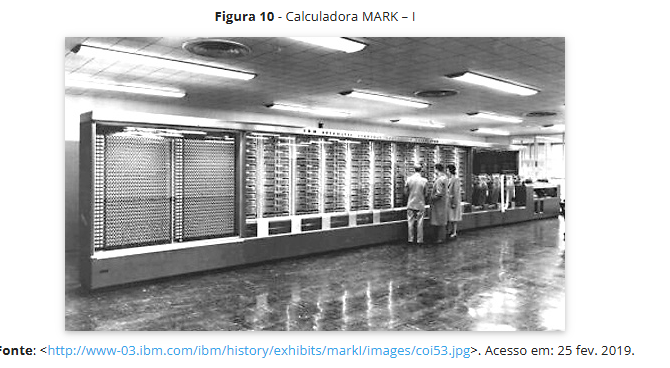 Figura 10 - Calculadora MARK – I
Fonte: <http://www-03.ibm.com/ibm/history/exhibits/markI/images/coi53.jpg>. Acesso em: 25 fev. 2019.